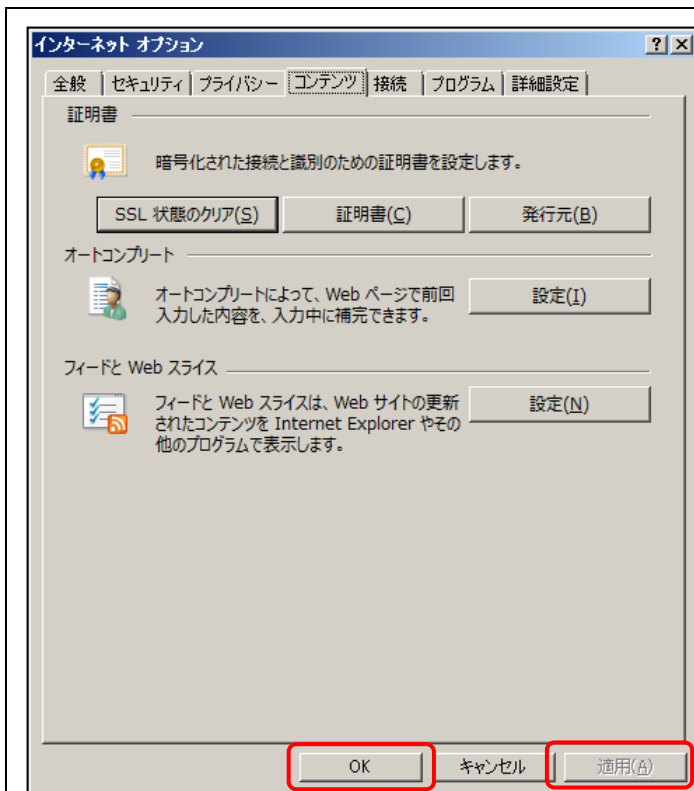 インターネット オプション
全般 セキュリティ プライバシー コンテンツ 接続 プログラム 詳細設定
証明書
暗号化された接続と識別のための証明書を設定します。
SSL 状態のクリア(S) 証明書(C) 発行元(B)
オートコンプリート
オートコンプリートによって、Web ページで前回
入力した内容を、入力中に補完できます。
設定(I)
フィードと Web スライス
フィードと Web スライスは、Web サイトの更新
されたコンテンツを Internet Explorer やその
他のプログラムで表示します。
設定(N)
OK キャンセル 適用(A)